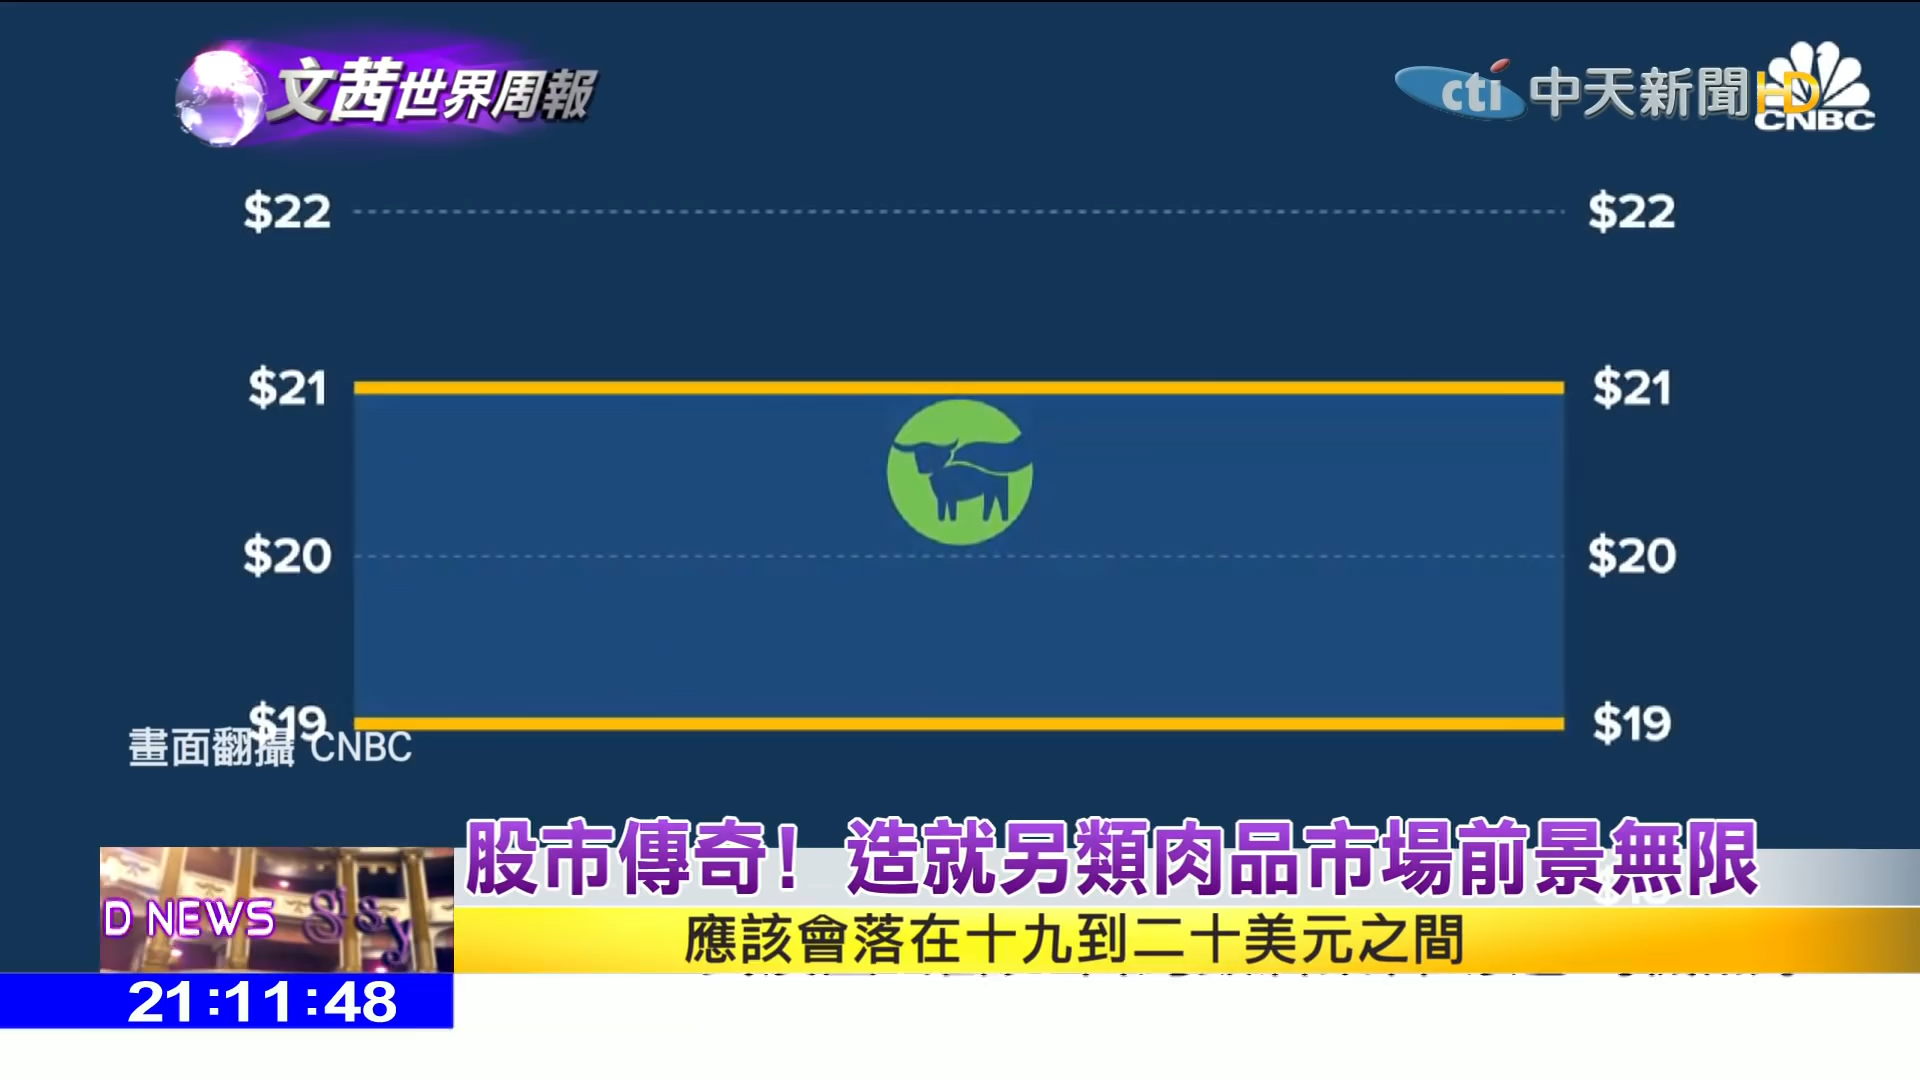 文茜世界周報
cti 中天新聞 HD
CNBC
$22 $22
$21 $21
$20 $20
$19 $19
畫面翻攝 CNBC
股市傳奇！造就另類肉品市場前景無限
D NEWS Sisy
應該會落在十九到二十美元之間
21:11:48